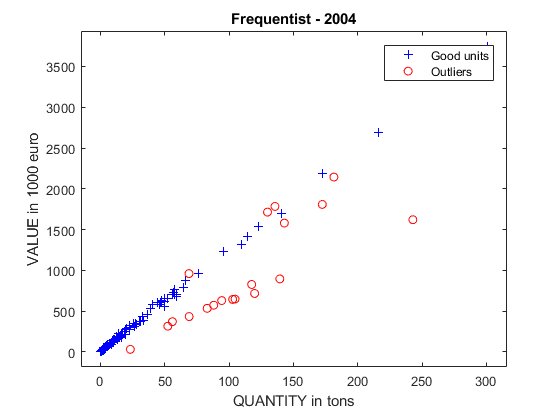 Frequentist - 2004
Good units
Outliers
VALUE in 1000 euro
3500
3000
2500
2000
1500
1000
500
0
0 50 100 150 200 250 300
QUANTITY in tons